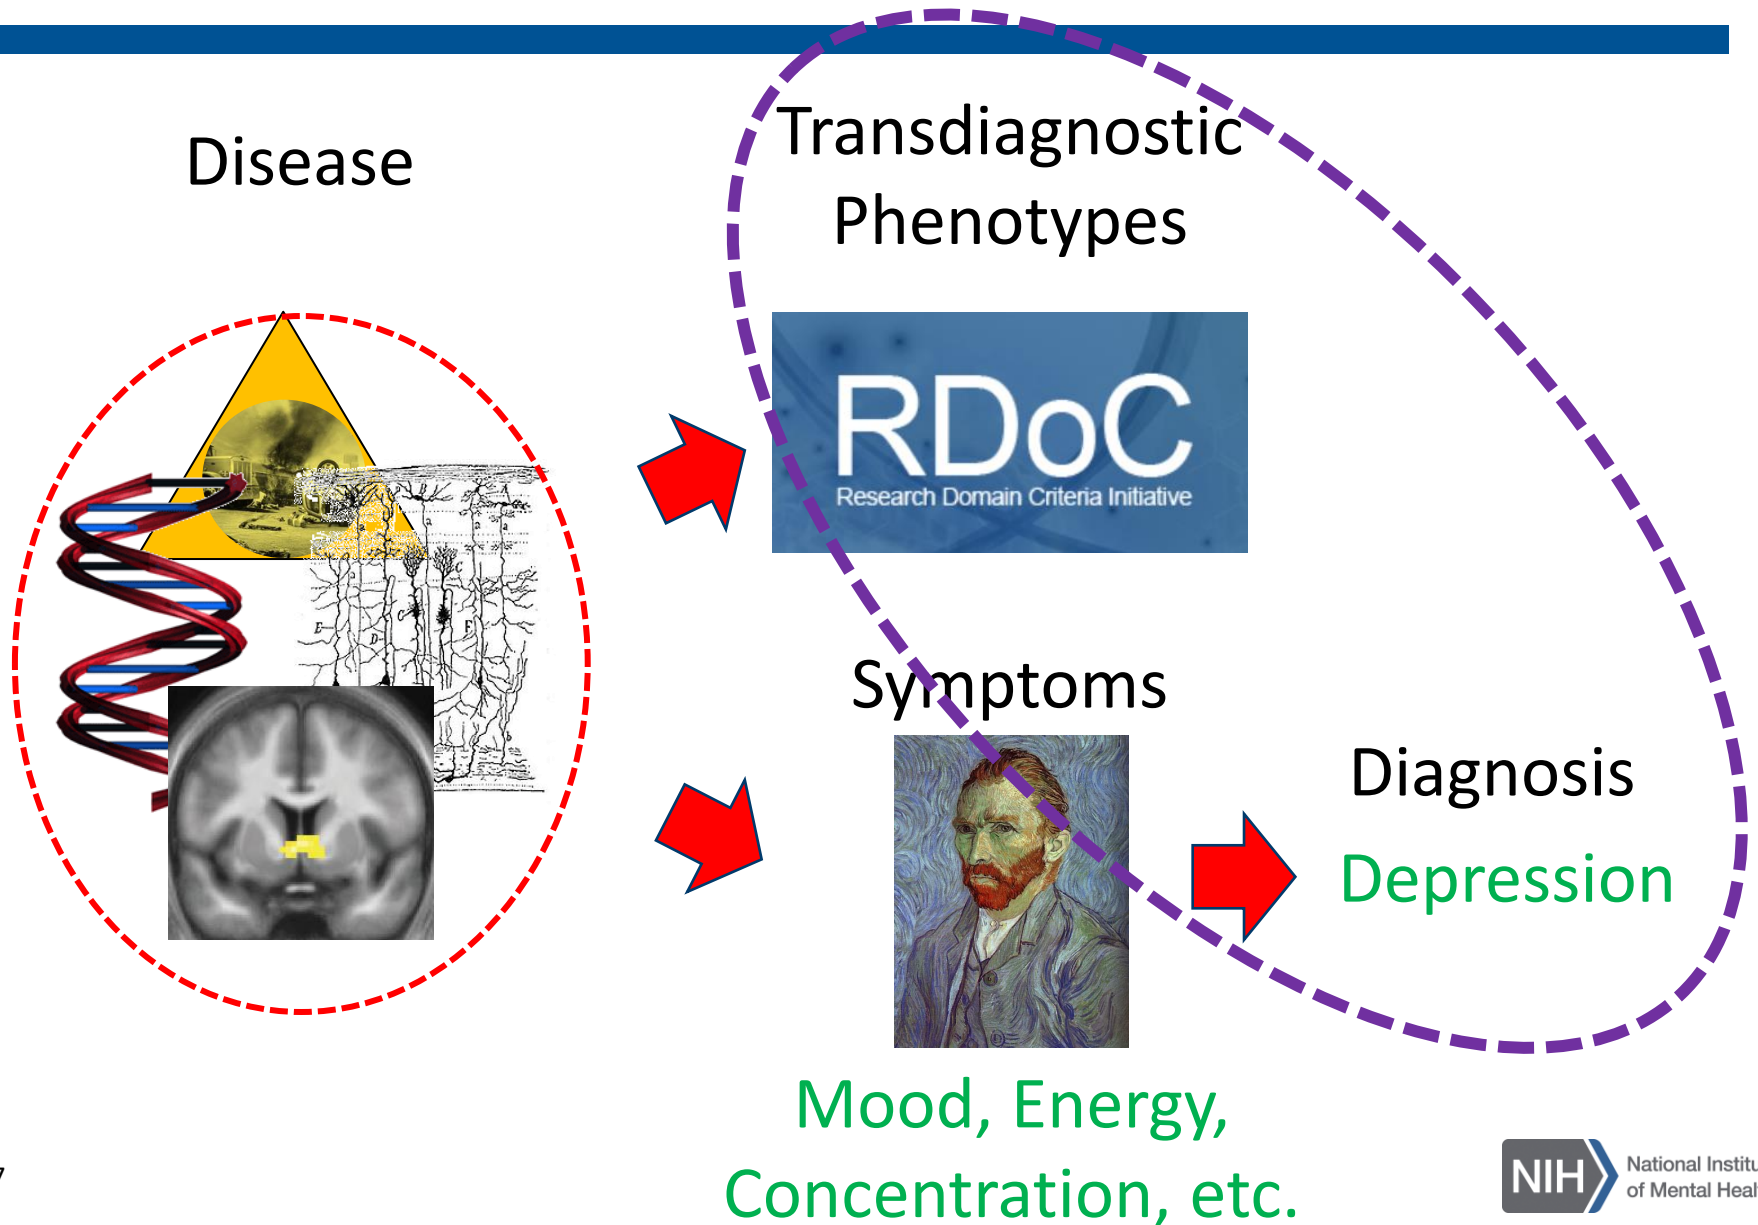 Disease
Transdiagnostic
Phenotypes
RDoC
Research Domain Criteria Initiative
A
B
a
a
a
a
C
C
E
D
F
Symptoms
Diagnosis
Depression
Mood, Energy,
Concentration, etc.
7
NIH
National Institu
of Mental Heal